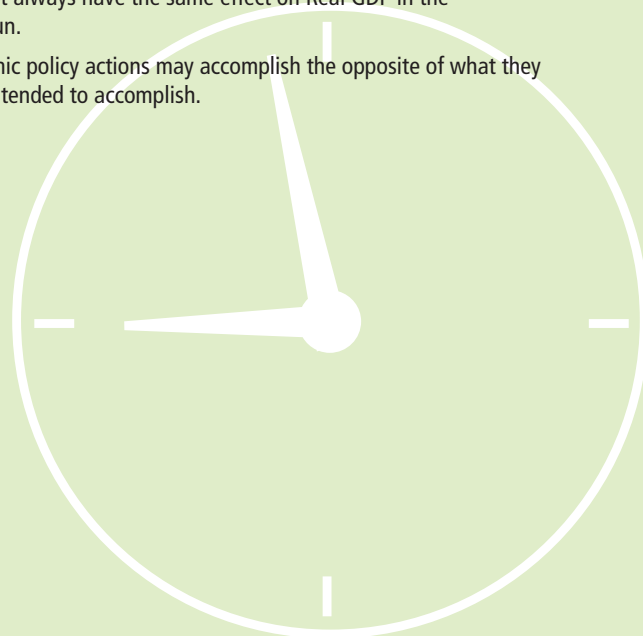 t always have the same effect on Real GDP in the
un.
nic policy actions may accomplish the opposite of what they
tended to accomplish.